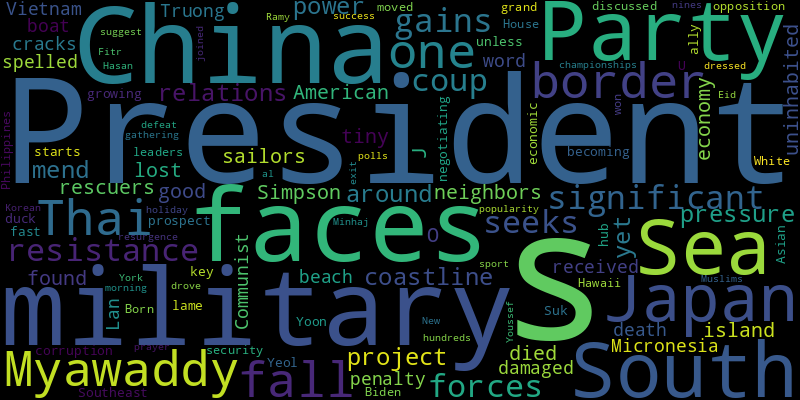 Vietnam
Truong
power
moved
Ramy
success
grand
discussed
nines
opposition
boat
suggest
China
one
gains
House
Party
ally
cracks
Fitr
joined
unless
spelled
Hasan
coup
word
championships
U
dressed
uninhabited
growing
relations
American
border
economy
Eid
President
Philippines
defeat
gathering
tiny
J
negotiating
economic
won
starts
leaders
sailors
polls
becoming
White
mend
lost
al
exit
rescuers
good
Simpson
around
neighbors
significant
Korean
duck
holiday
prospect
Minhaj
popularity
pressure
fast
Thai
faces
seeks
yet
hub
Asian
resistance
resurgence
Communist
O
S
Sea
sport
found
key
beach
coastline
received
Hawaii
Muslims
military
York
morning
drove
Lan
Born
lame
Yoon
New
Youssef
Suk
Japan
death
island
hundreds
Micronesia
corruption
prayer
security
project
died
damaged
South
Myawaddy
fall
Yeol
penalty
Biden
forces
Southeast